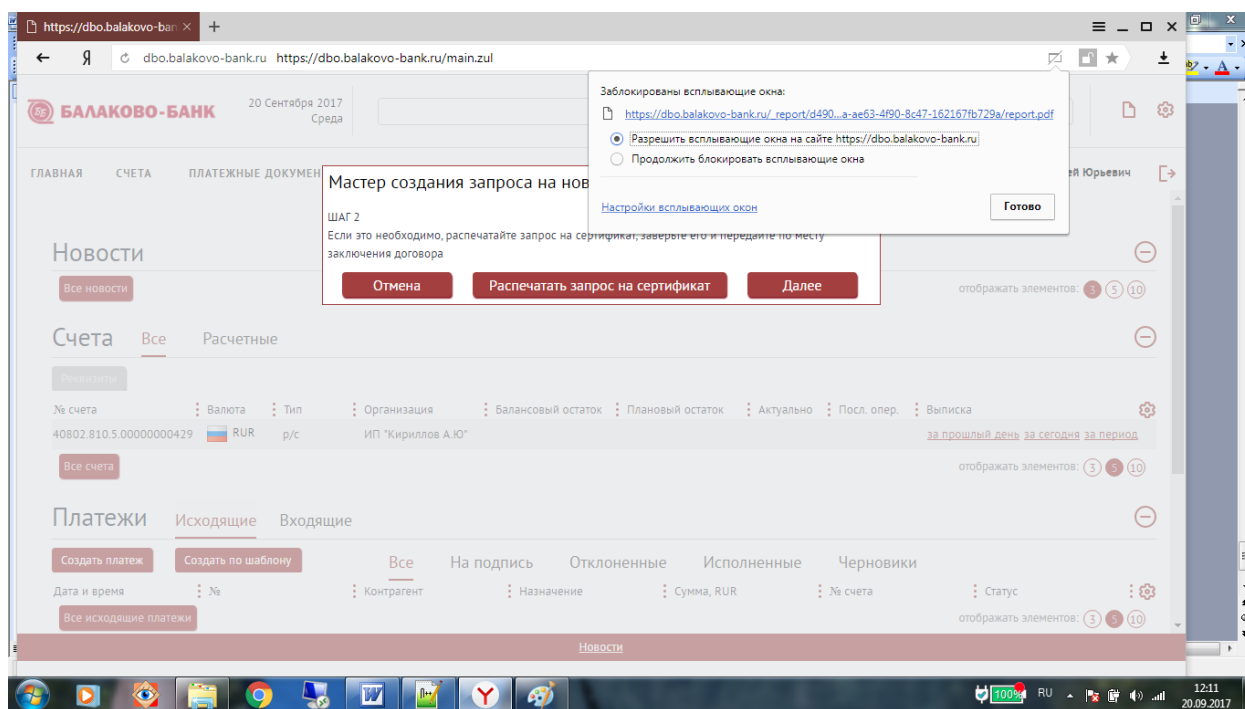 https://dbo.balakovo-ban × +
Я dbo.balakovo-bank.ru https://dbo.balakovo-bank.ru/main.zul
БАЛАКОВО-БАНК
20 Сентября 2017
Среда
Заблокированы всплывающие окна:
https://dbo.balakovo-bank.ru/_report/d490...a-ae63-4f90-8c47-162167fb729a/report.pdf
Разрешить всплывающие окна на сайте https://dbo.balakovo-bank.ru
Продолжить блокировать всплывающие окна
Настройки всплывающих окон Готово
ГЛАВНАЯ СЧЕТА ПЛАТЕЖНЫЕ ДОКУМЕН ей Юрьевич
Мастер создания запроса на нов
ШАГ 2
Если это необходимо, распечатайте запрос на сертификат, заверьте его и передайте по месту
заключения договора
Отмена Распечатать запрос на сертификат Далее
Новости
Все новости отображать элементов: 3 5 10
Счета Все Расчетные
Реквизиты
№ счета Валюта Тип Организация Балансовый остаток Плановый остаток Актуально Посл. опер. Выписка
40802.810.5.00000000429 RUR р/с ИП "Кириллов А.Ю" за прошлый день за сегодня за период
Все счета отображать элементов: 3 5 10
Платежи Исходящие Входящие
Создать платеж Создать по шаблону Все На подпись Отклоненные Исполненные Черновики
Дата и время № Контрагент Назначение Сумма, RUR № счета Статус
Все исходящие платежи отображать элементов: 3 5 10
Новости
100% RU 12:11
20.09.2017